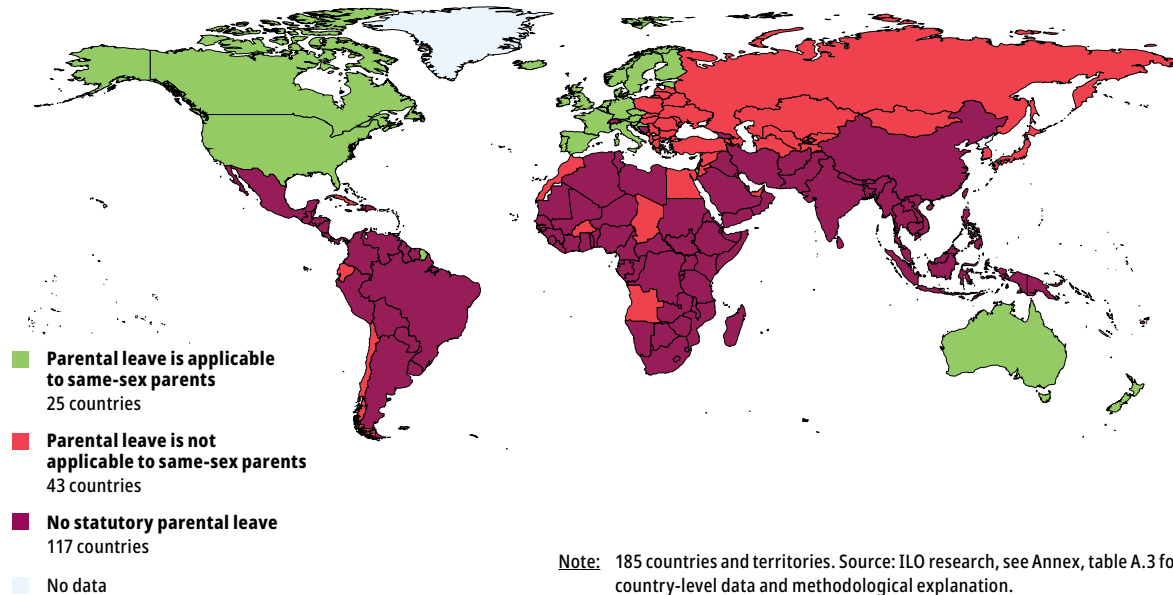 Parental leave is applicable
to same-sex parents
25 countries
Parental leave is not
applicable to same-sex parents
43 countries
No statutory parental leave
117 countries
No data
Note: 185 countries and territories. Source: ILO research, see Annex, table A.3 fo
country-level data and methodological explanation.